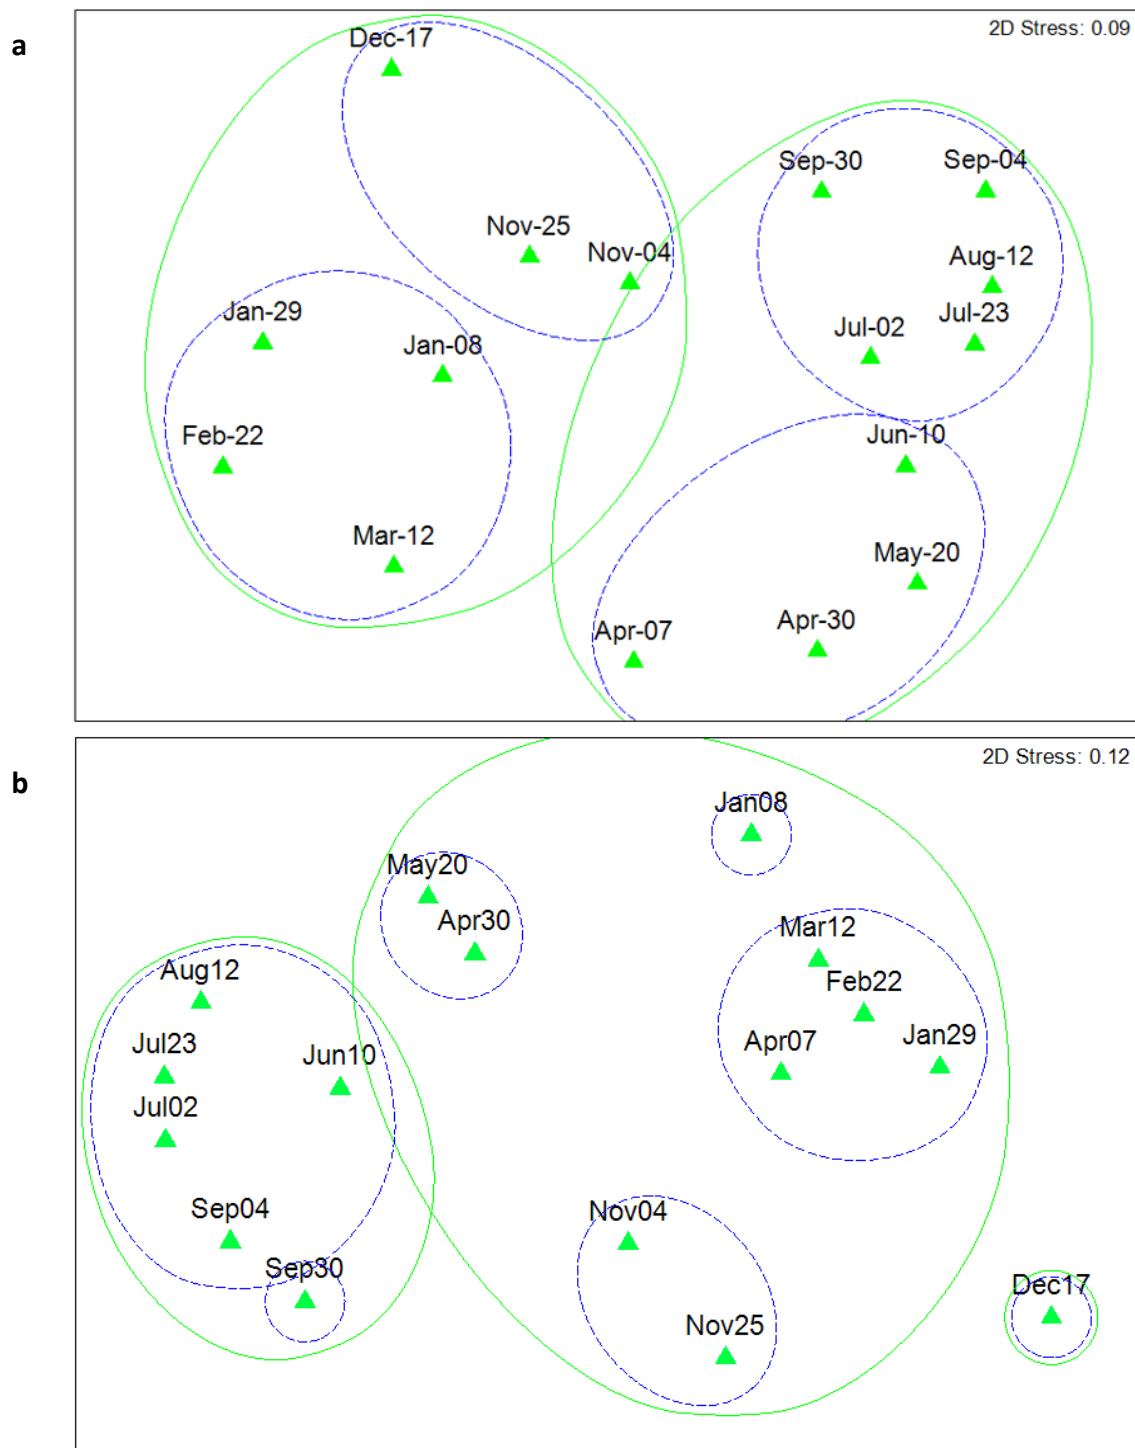 a
2D Stress: 0.09
Dec-17
Sep-30
Sep-04
Nov-25
Nov-04
Aug-12
Jan-29
Jan-08
Jul-02
Jul-23
Feb-22
Jun-10
Mar-12
May-20
Apr-07
Apr-30
b
2D Stress: 0.12
Jan08
May20
Apr30
Mar12
Aug12
Feb22
Jul23
Jun10
Apr07
Jan29
Jul02
Sep04
Nov04
Sep30
Dec17
Nov25